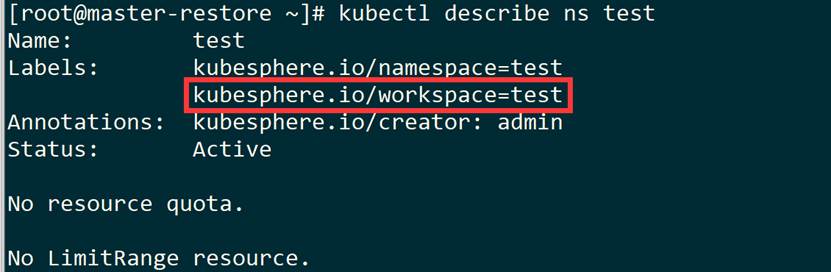 [root@master-restore ~]# kubectl describe ns test
Name:         test
Labels:       kubesphere.io/namespace=test
              kubesphere.io/workspace=test
Annotations:  kubesphere.io/creator: admin
Status:       Active
No resource quota.
No LimitRange resource.